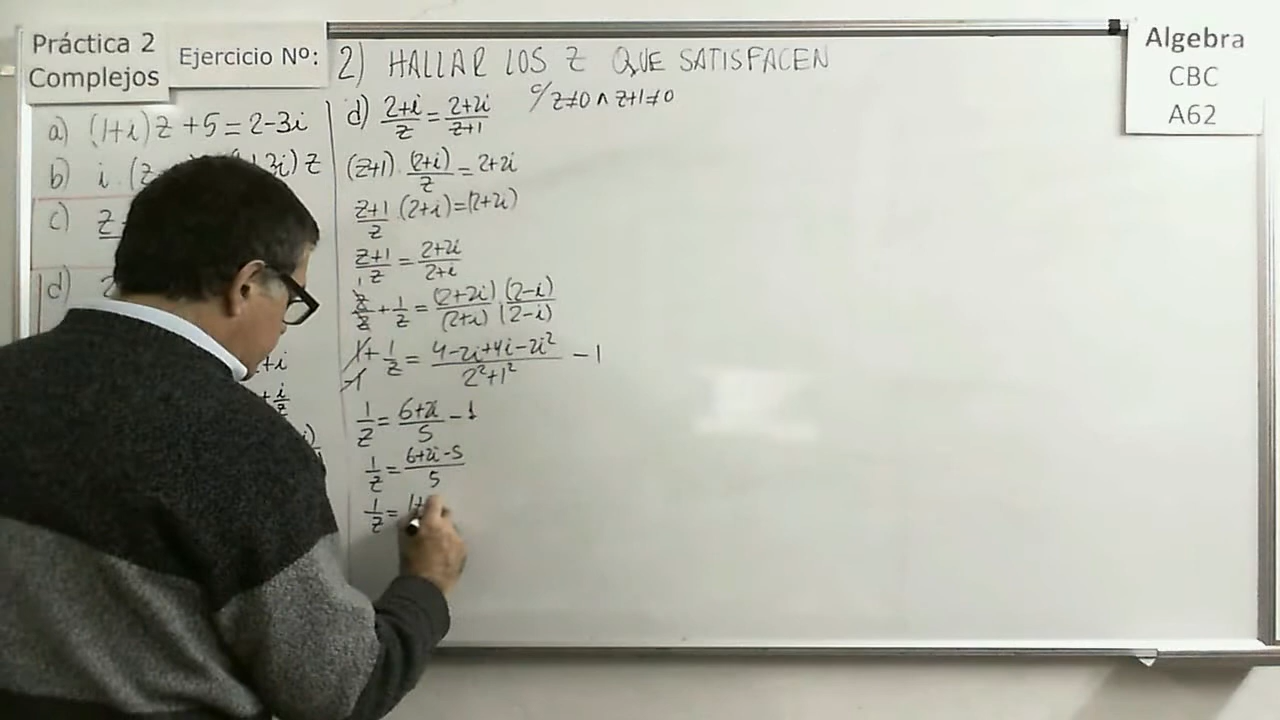 Práctica 2
Complejos
Ejercicio Nº:
2) HALLAR LOS Z QUE SATISFACEN
Algebra
CBC
A62
a) (1+i)z+5=2-3i
b) i.(z
3i)z
c) z
d) 2
+i
+i/z
i)
d) (2+i)/z = (2+2i)/(z+1) c/ z≠0 ∧ z+1≠0
(z+1).(2+i)/z = 2+2i
(z+1)/z.(2+i)=(2+2i)
(z+1)/z = (2+2i)/(2+i)
z/z + 1/z = (2+2i)/(2+i).(2-i)/(2-i)
1+1/z = (4-2i+4i-2i²)/(2²+1²) -1
-1
1/z = (6+2i)/5 -1
1/z = (6+2i-5)/5
1/z = 1+